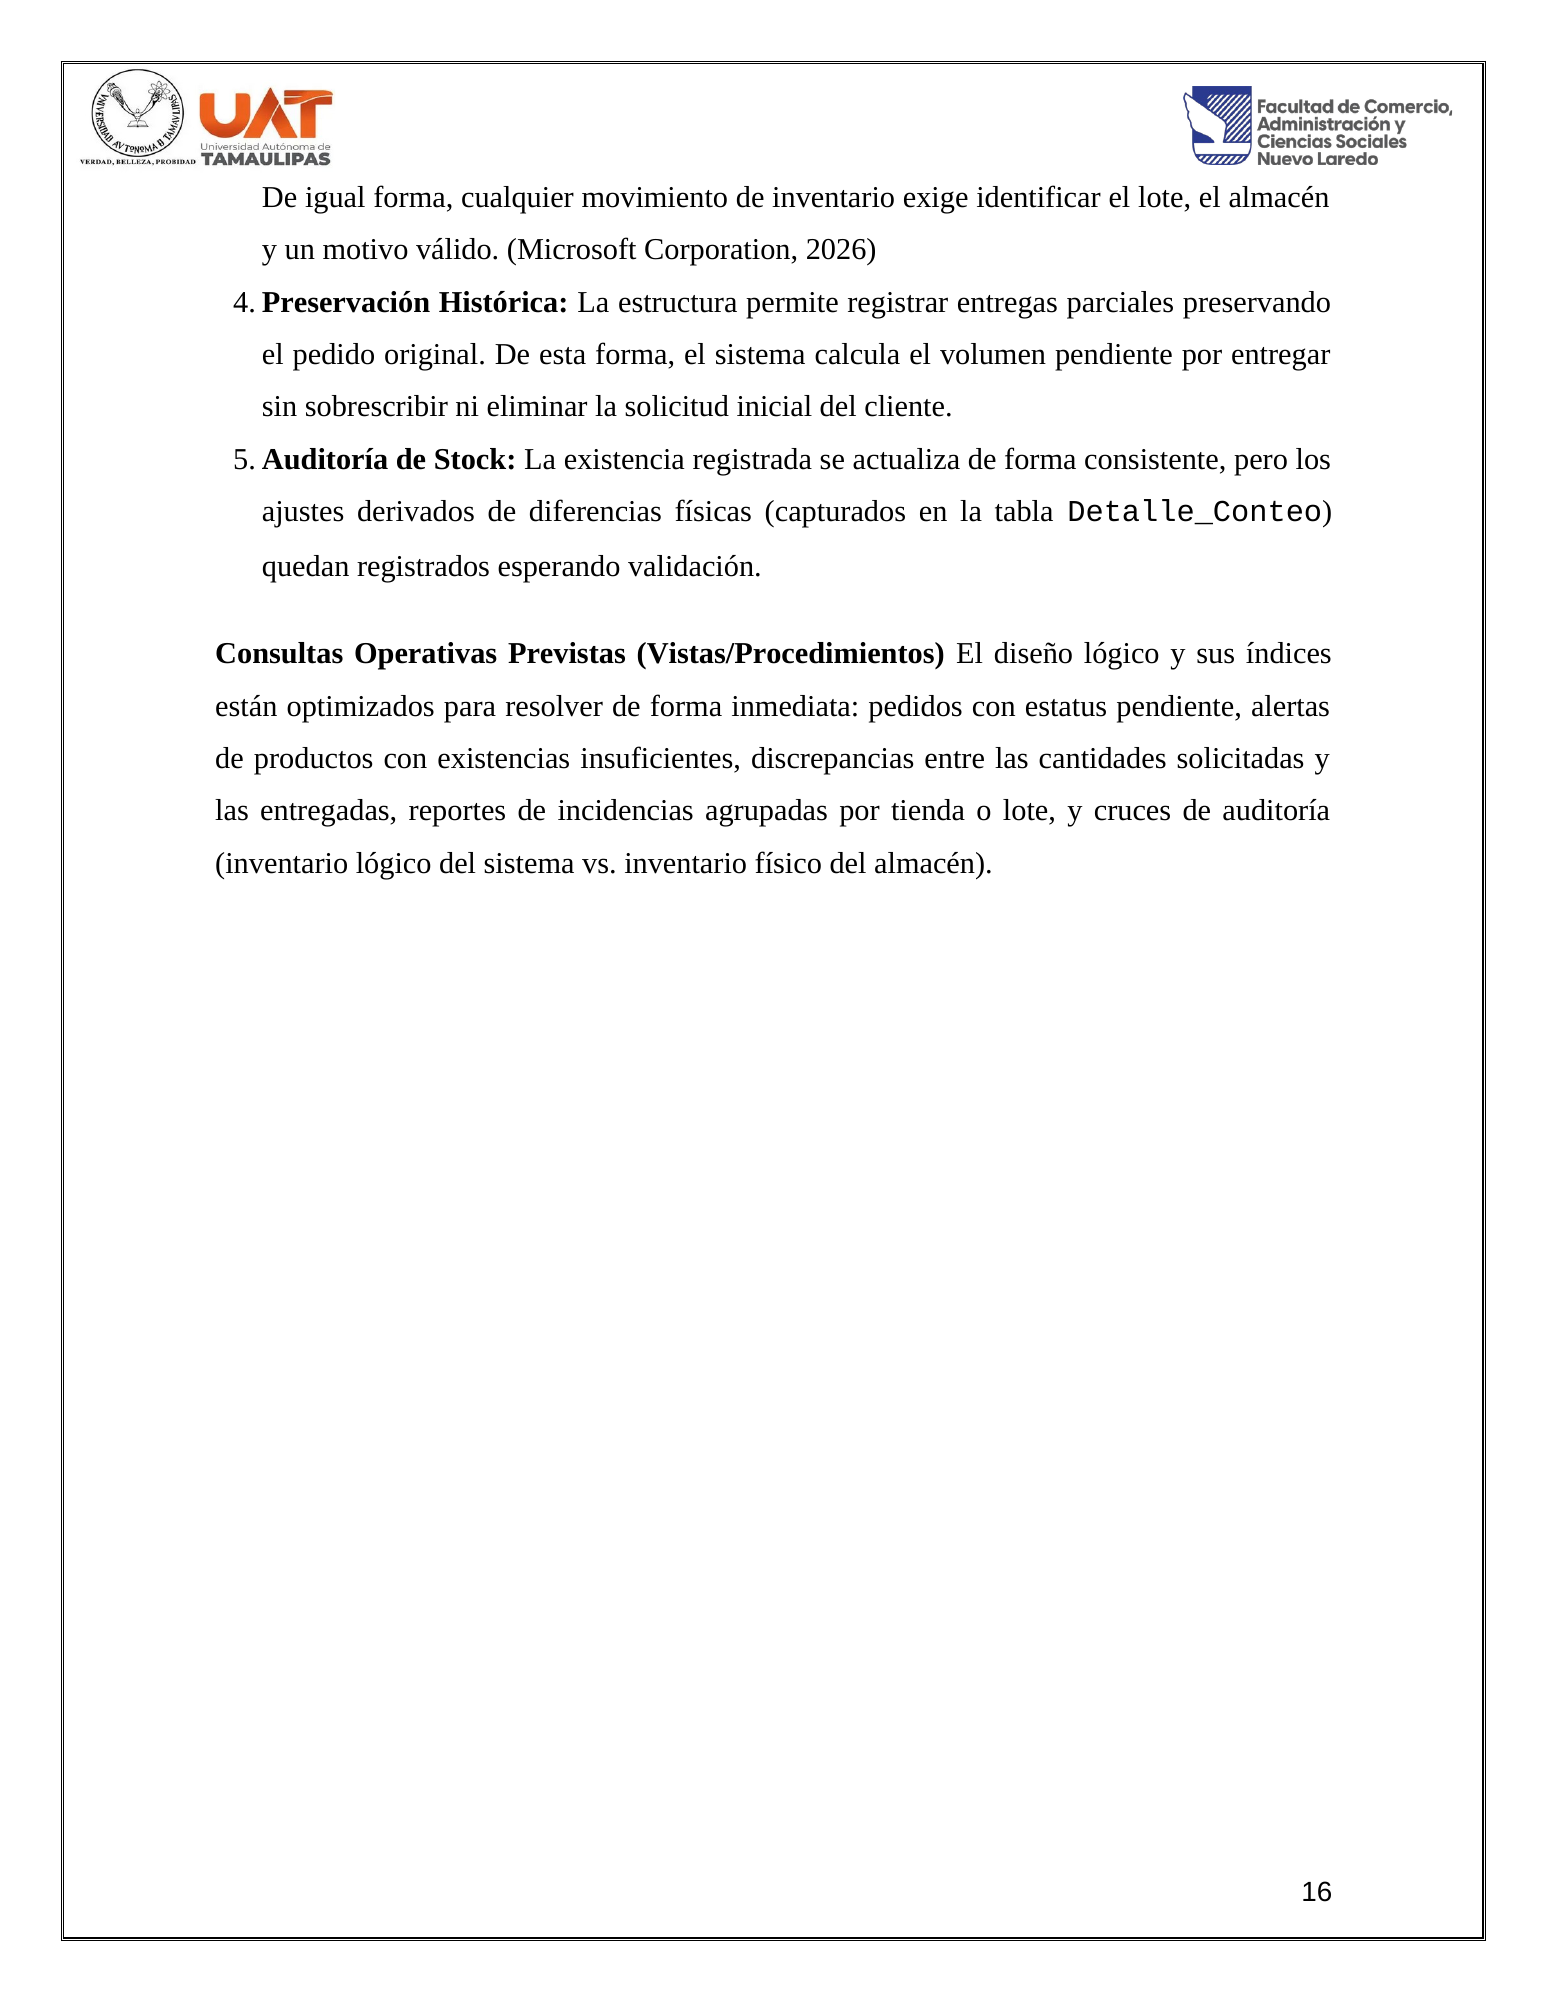 VNIVERSIDAD AVTONOMA D TAMAVLIPAS
VERDAD, BELLEZA, PROBIDAD
UAT
Universidad Autónoma de
TAMAULIPAS
Facultad de Comercio,
Administración y
Ciencias Sociales
Nuevo Laredo
De igual forma, cualquier movimiento de inventario exige identificar el lote, el almacén
y un motivo válido. (Microsoft Corporation, 2026)
4. Preservación Histórica: La estructura permite registrar entregas parciales preservando
el pedido original. De esta forma, el sistema calcula el volumen pendiente por entregar
sin sobrescribir ni eliminar la solicitud inicial del cliente.
5. Auditoría de Stock: La existencia registrada se actualiza de forma consistente, pero los
ajustes derivados de diferencias físicas (capturados en la tabla Detalle_Conteo)
quedan registrados esperando validación.
Consultas Operativas Previstas (Vistas/Procedimientos) El diseño lógico y sus índices
están optimizados para resolver de forma inmediata: pedidos con estatus pendiente, alertas
de productos con existencias insuficientes, discrepancias entre las cantidades solicitadas y
las entregadas, reportes de incidencias agrupadas por tienda o lote, y cruces de auditoría
(inventario lógico del sistema vs. inventario físico del almacén).
16